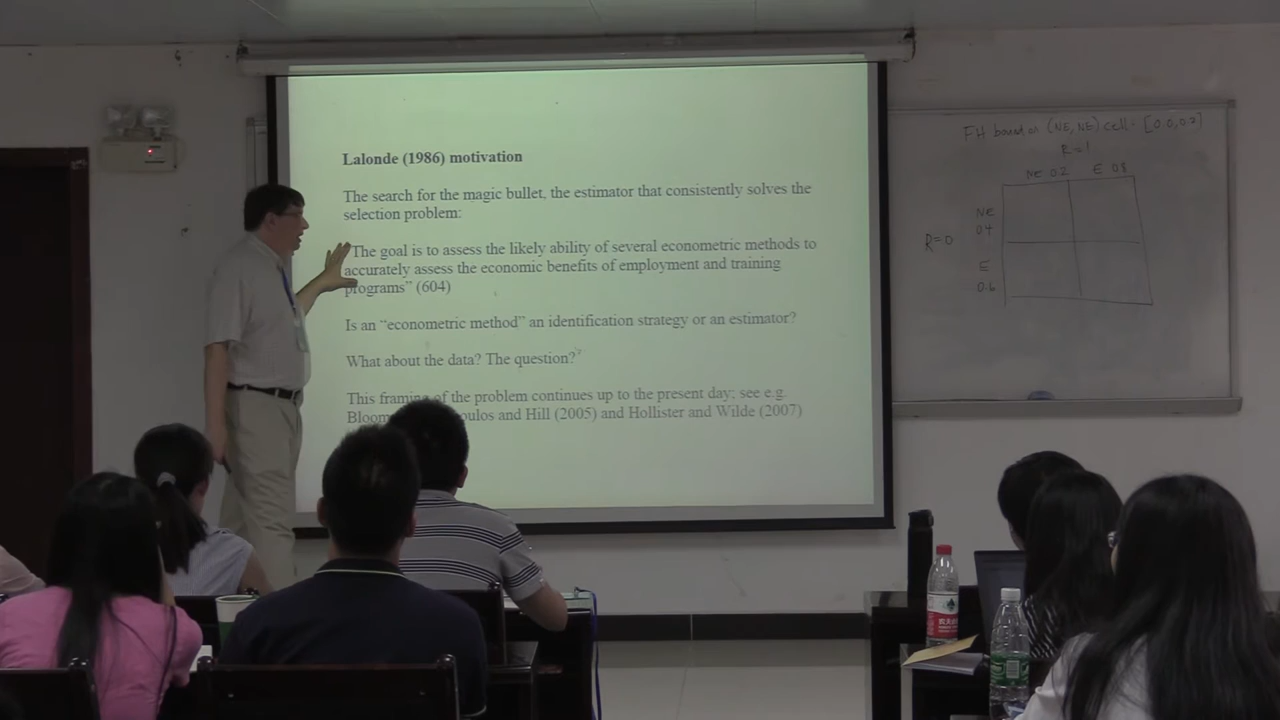 Lalonde (1986) motivation
The search for the magic bullet, the estimator that consistently solves the
selection problem:
"The goal is to assess the likely ability of several econometric methods to
accurately assess the economic benefits of employment and training
programs" (604)
Is an "econometric method" an identification strategy or an estimator?
What about the data? The question?
This framing of the problem continues up to the present day; see e.g.
Bloom and Hill (2005) and Hollister and Wilde (2007)
FH bound on (NE, NE) cell = [0.0, 0.2]
R=1
NE 0.2 E 0.8
NE
0.4
R=0
E
0.6